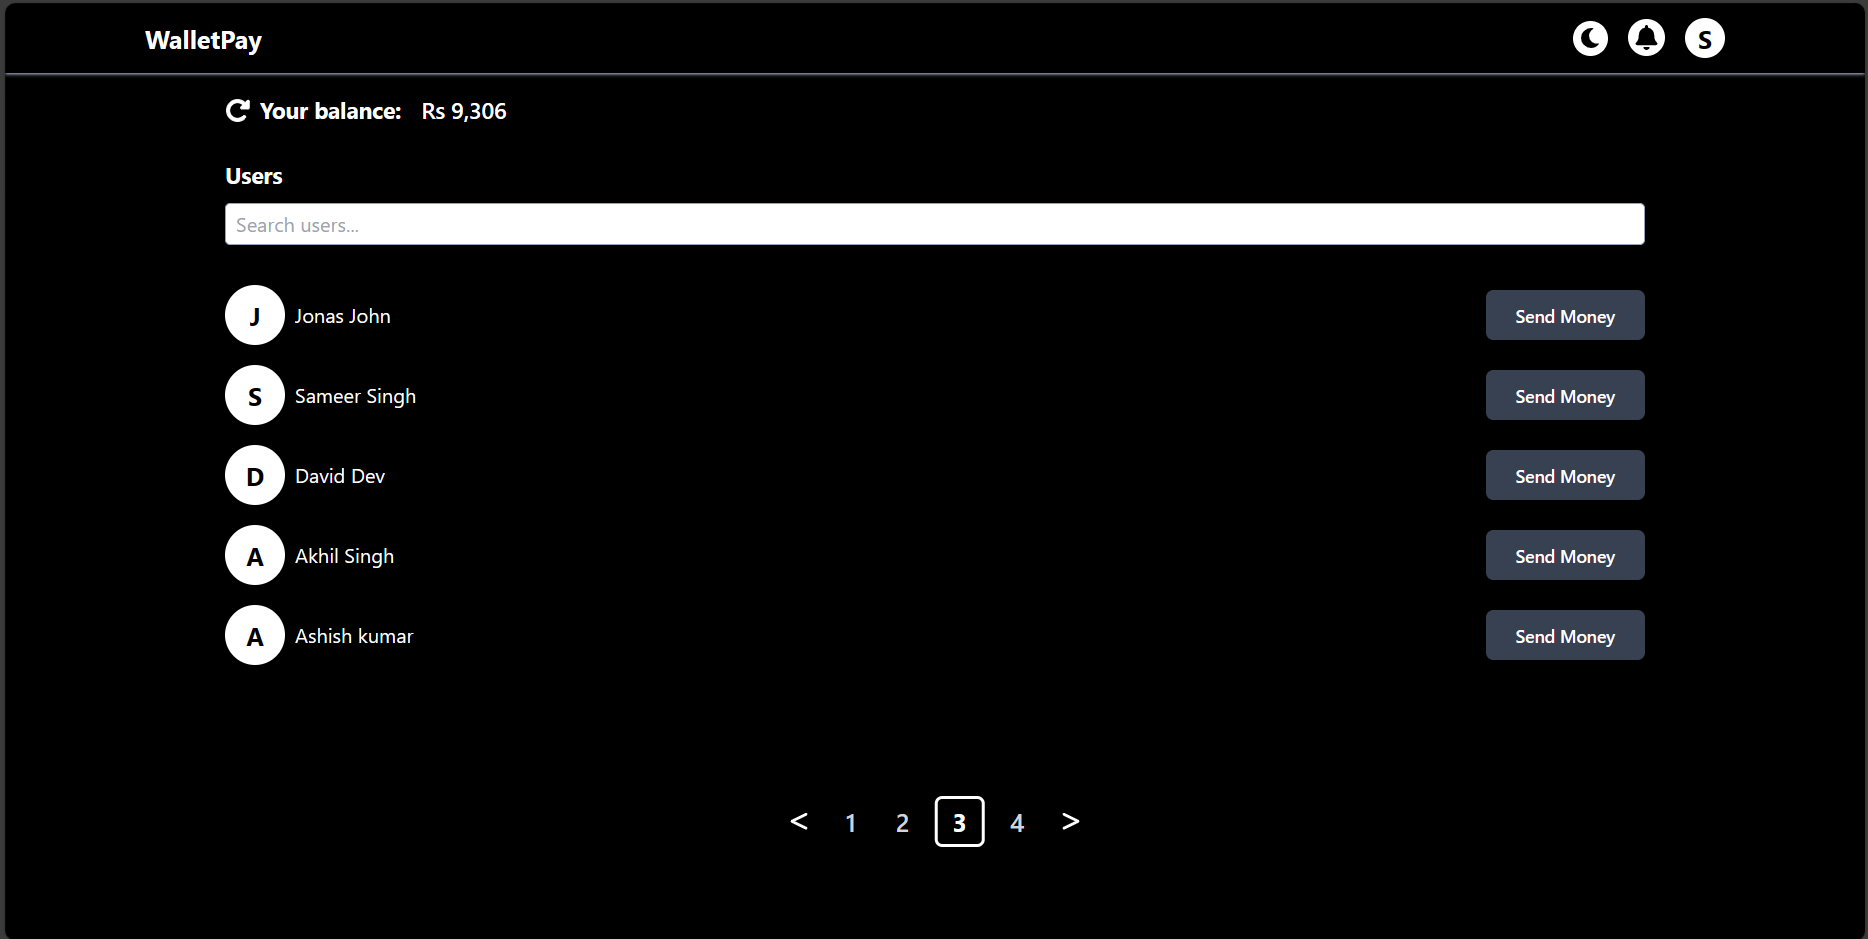 WalletPay S
Your balance: Rs 9,306
Users
Search users...
J Jonas John Send Money
S Sameer Singh Send Money
D David Dev Send Money
A Akhil Singh Send Money
A Ashish kumar Send Money
< 1 2 3 4 >